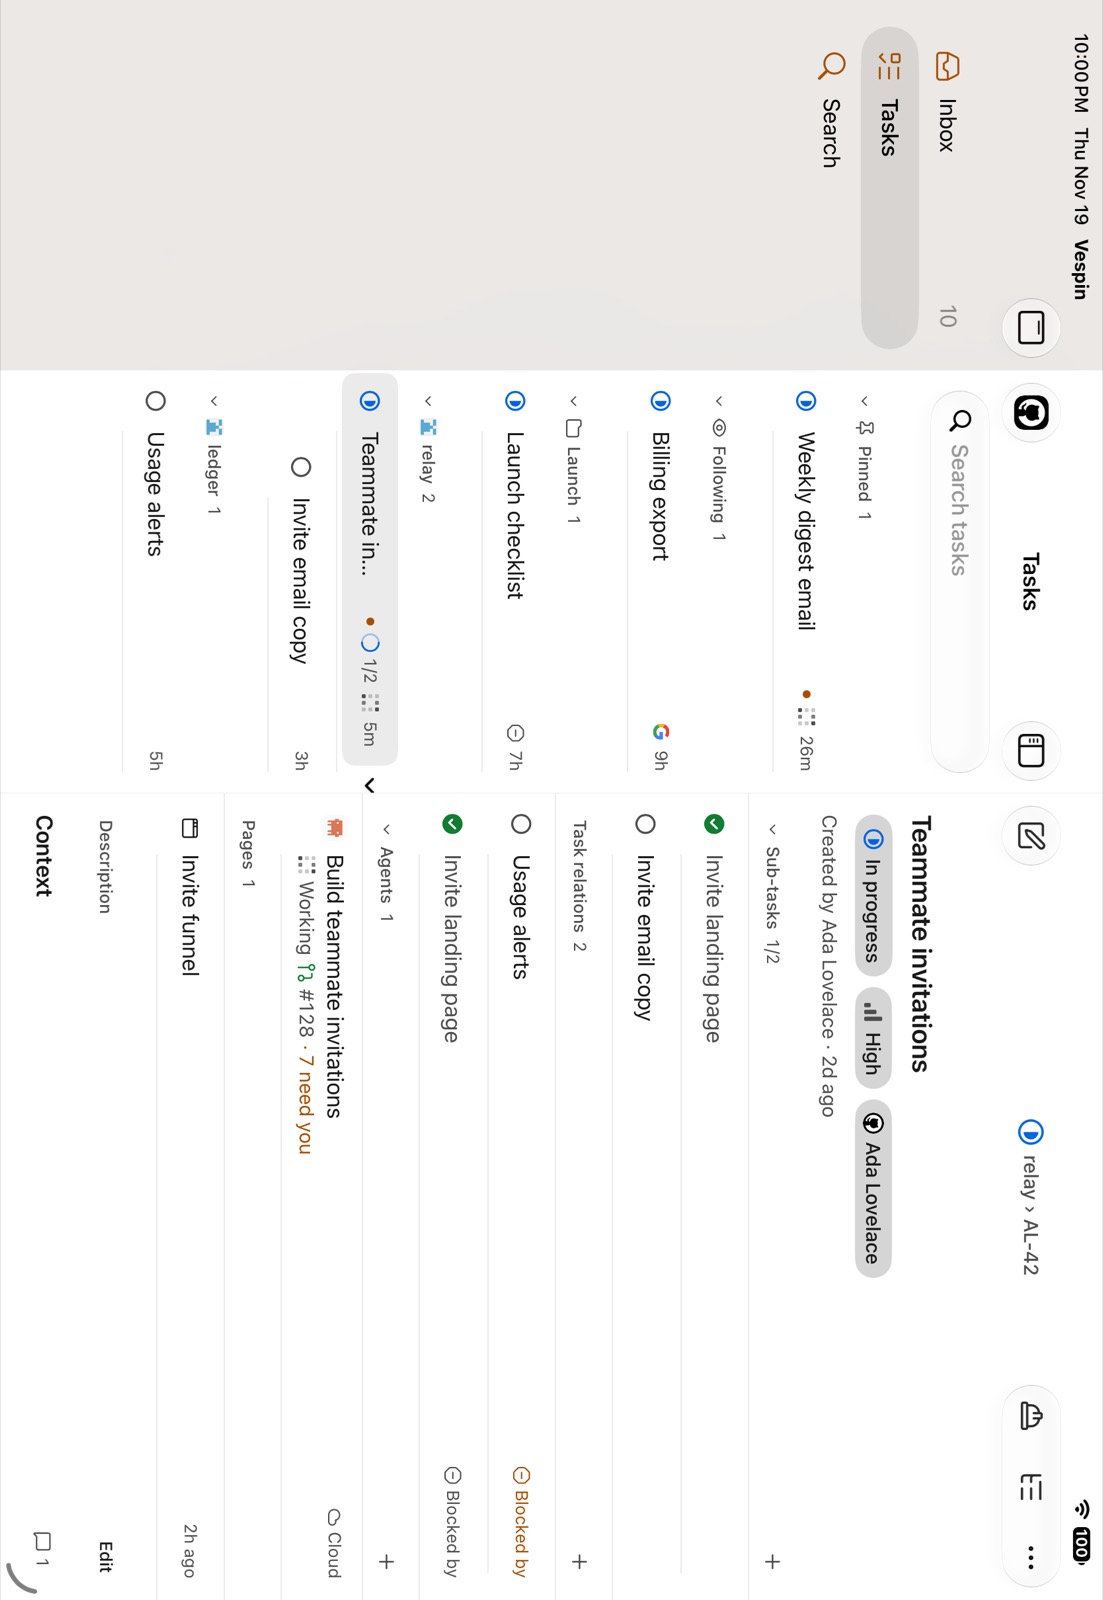 10:00 PM Thu Nov 19 Vespin
100
Inbox 10
Tasks
Search
Tasks
Search tasks
Pinned 1
Weekly digest email 26m
Following 1
Billing export 9h
Launch 1
Launch checklist 7h
relay 2
Teammate in... 1/2 5m
Invite email copy 3h
ledger 1
Usage alerts 5h
relay › AL-42
Teammate invitations
In progress High Ada Lovelace
Created by Ada Lovelace · 2d ago
Sub-tasks 1/2
Invite landing page
Invite email copy
Task relations 2
Usage alerts Blocked by
Invite landing page Blocked by
Agents 1
Build teammate invitations Cloud
Working #128 · 7 need you
Pages 1
Invite funnel 2h ago
Description Edit
Context 1